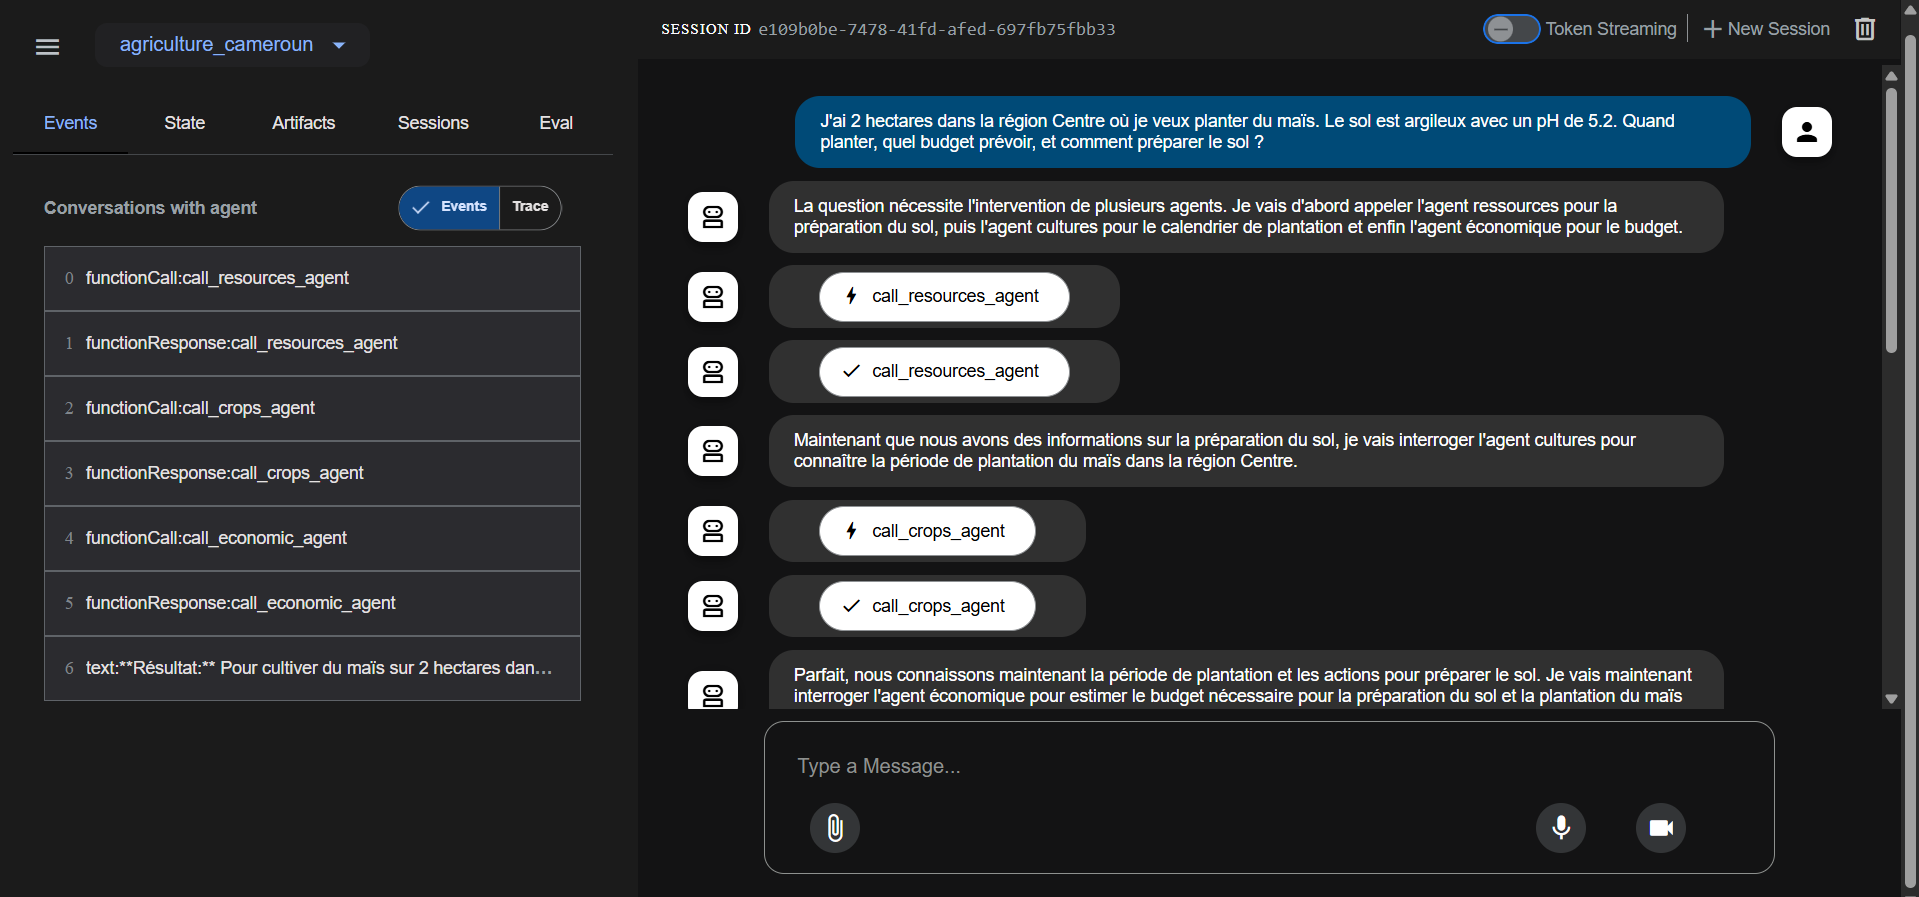 agriculture_cameroun
Events State Artifacts Sessions Eval
Conversations with agent
Events Trace
0 functionCall:call_resources_agent
1 functionResponse:call_resources_agent
2 functionCall:call_crops_agent
3 functionResponse:call_crops_agent
4 functionCall:call_economic_agent
5 functionResponse:call_economic_agent
6 text:**Résultat:** Pour cultiver du maïs sur 2 hectares dan...
SESSION ID e109b0be-7478-41fd-afed-697fb75fbb33
Token Streaming
New Session
J'ai 2 hectares dans la région Centre où je veux planter du maïs. Le sol est argileux avec un pH de 5.2. Quand
planter, quel budget prévoir, et comment préparer le sol ?
La question nécessite l'intervention de plusieurs agents. Je vais d'abord appeler l'agent ressources pour la
préparation du sol, puis l'agent cultures pour le calendrier de plantation et enfin l'agent économique pour le budget.
call_resources_agent
call_resources_agent
Maintenant que nous avons des informations sur la préparation du sol, je vais interroger l'agent cultures pour
connaître la période de plantation du maïs dans la région Centre.
call_crops_agent
call_crops_agent
Parfait, nous connaissons maintenant la période de plantation et les actions pour préparer le sol. Je vais maintenant
interroger l'agent économique pour estimer le budget nécessaire pour la préparation du sol et la plantation du maïs
Type a Message...